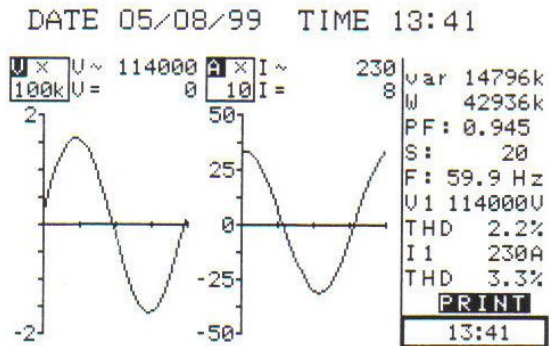 DATE 05/08/99 TIME 13:41
V × V~ 114000
100k V= 0
A × I~ 230
10 I= 8
2
-2
50
25
0
-25
-50
var 14796k
W 42936k
PF: 0.945
S: 20
F: 59.9 Hz
V1 114000V
THD 2.2%
I1 230A
THD 3.3%
PRINT
13:41